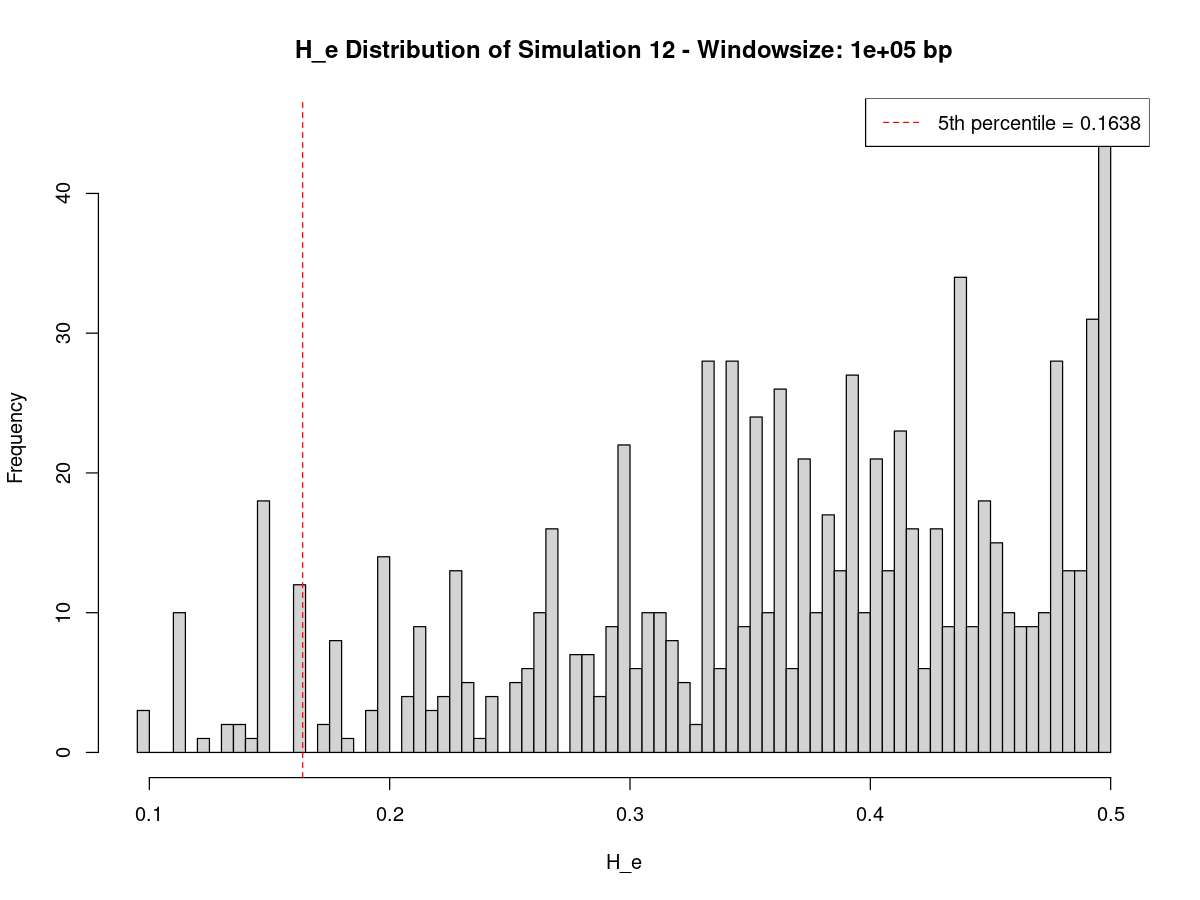 H_e Distribution of Simulation 12 - Windowsize: 1e+05 bp
5th percentile = 0.1638
Frequency
40
30
20
10
0
0.1 0.2 0.3 0.4 0.5
H_e